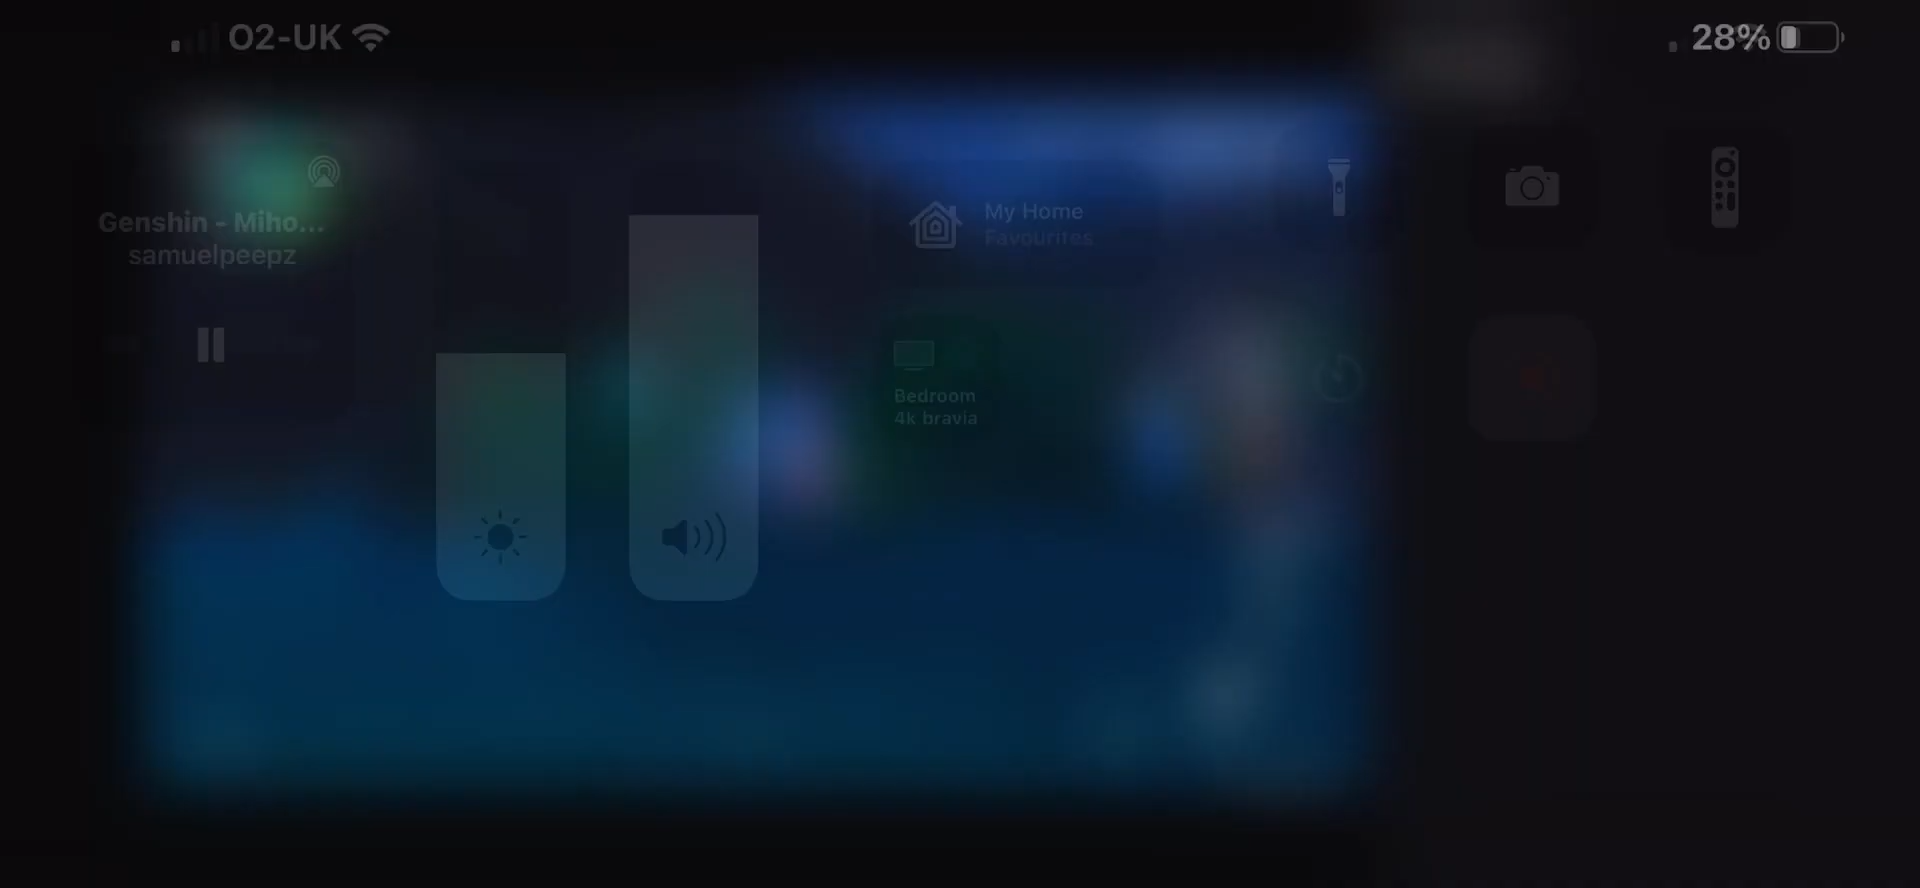 O2-UK
28%
Genshin - Miho...
samuelpeepz
My Home
Favourites
Bedroom
4k bravia